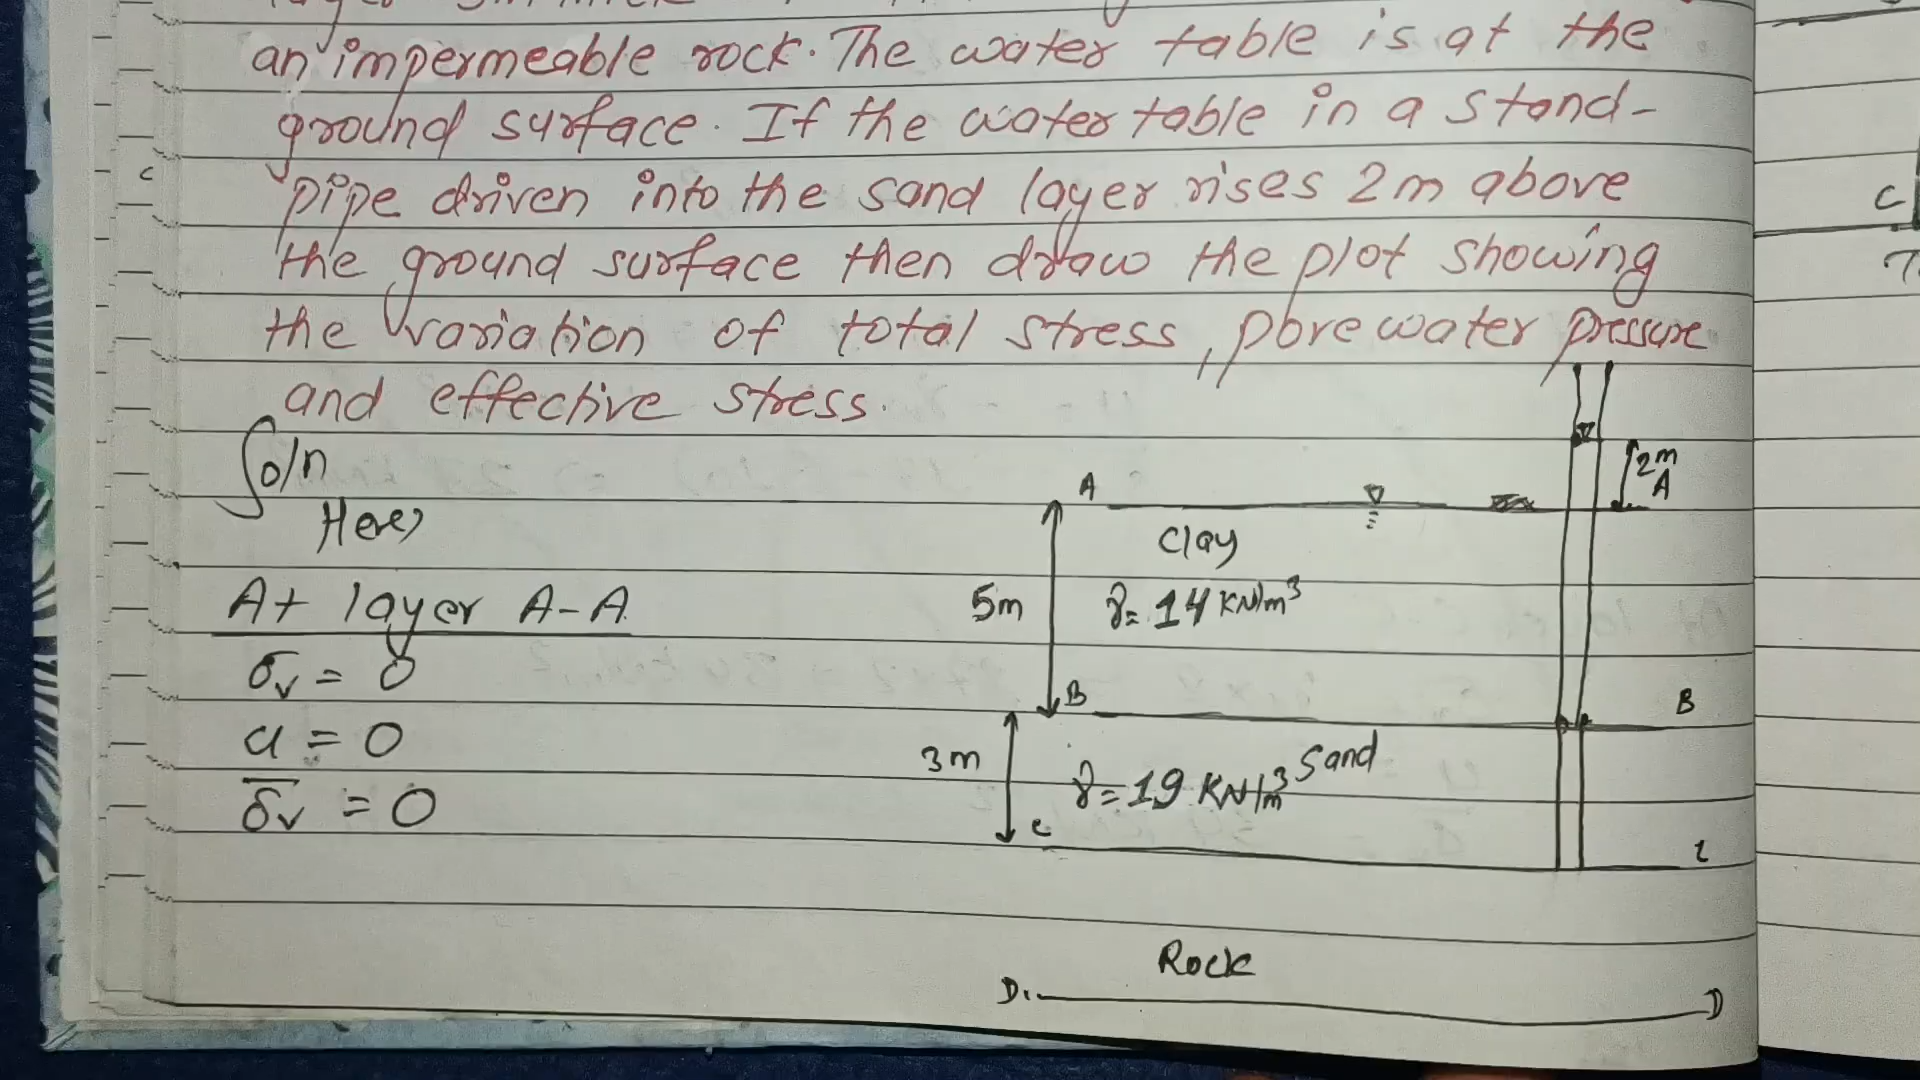 an impermeable rock. The water table is at the
ground surface. If the water table in a stand-
pipe driven into the sand layer rises 2m above
the ground surface then draw the plot showing
the variation of total stress, pore water pressure
and effective stress.
Soln
Here,
At layer A-A
σv = 0
u = 0
σ̅v = 0
2m
A
A
Clay
5m
γ = 14 KN/m³
B
B
3m
Sand
γ = 19 KN/m³
C
Rock
D
D
C